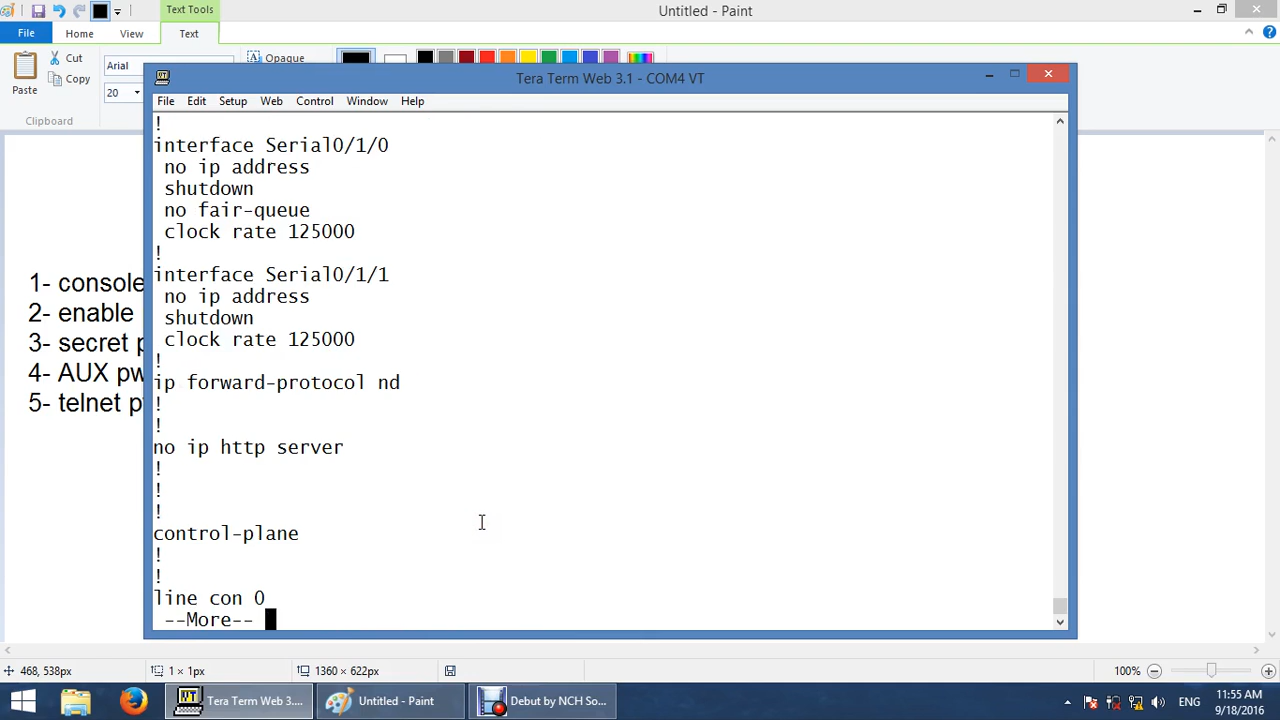 Text Tools
Untitled - Paint
File
Home
View
Text
Paste
Cut
Copy
Clipboard
Arial
20
Opaque
Tera Term Web 3.1 - COM4 VT
File Edit Setup Web Control Window Help
!
interface Serial0/1/0
no ip address
shutdown
no fair-queue
clock rate 125000
!
interface Serial0/1/1
no ip address
shutdown
clock rate 125000
!
ip forward-protocol nd
!
!
no ip http server
!
!
!
control-plane
!
!
line con 0
--More--
1- console
2- enable
3- secret p
4- AUX pw
5- telnet p
468, 538px
1 × 1px
1360 × 622px
100%
Tera Term Web 3....
Untitled - Paint
Debut by NCH So...
ENG
11:55 AM
9/18/2016